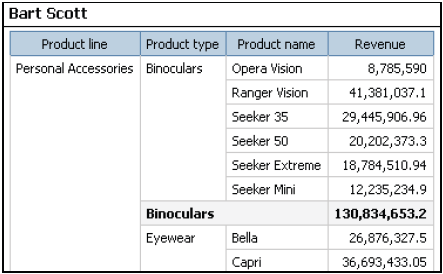 Bart Scott
Product line Product type Product name Revenue
Personal Accessories Binoculars Opera Vision 8,785,590
Ranger Vision 41,381,037.1
Seeker 35 29,445,906.96
Seeker 50 20,202,373.3
Seeker Extreme 18,784,510.94
Seeker Mini 12,235,234.9
Binoculars 130,834,653.2
Eyewear Bella 26,876,327.5
Capri 36,693,433.05